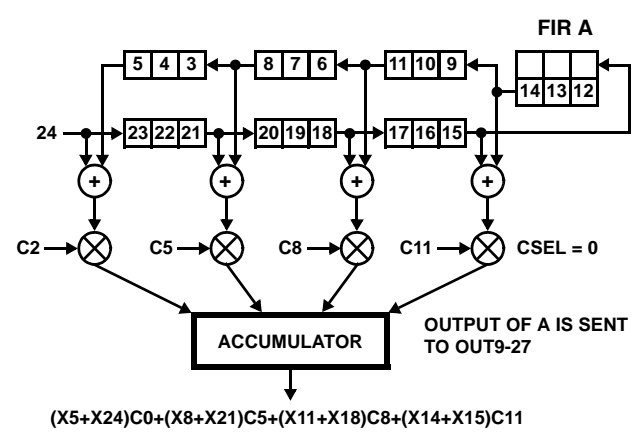 FIR A
5 4 3 8 7 6 11 10 9
14 13 12
24 23 22 21 20 19 18 17 16 15
+ + + +
C2 C5 C8 C11 CSEL = 0
ACCUMULATOR
OUTPUT OF A IS SENT
TO OUT9-27
(X5+X24)C0+(X8+X21)C5+(X11+X18)C8+(X14+X15)C11